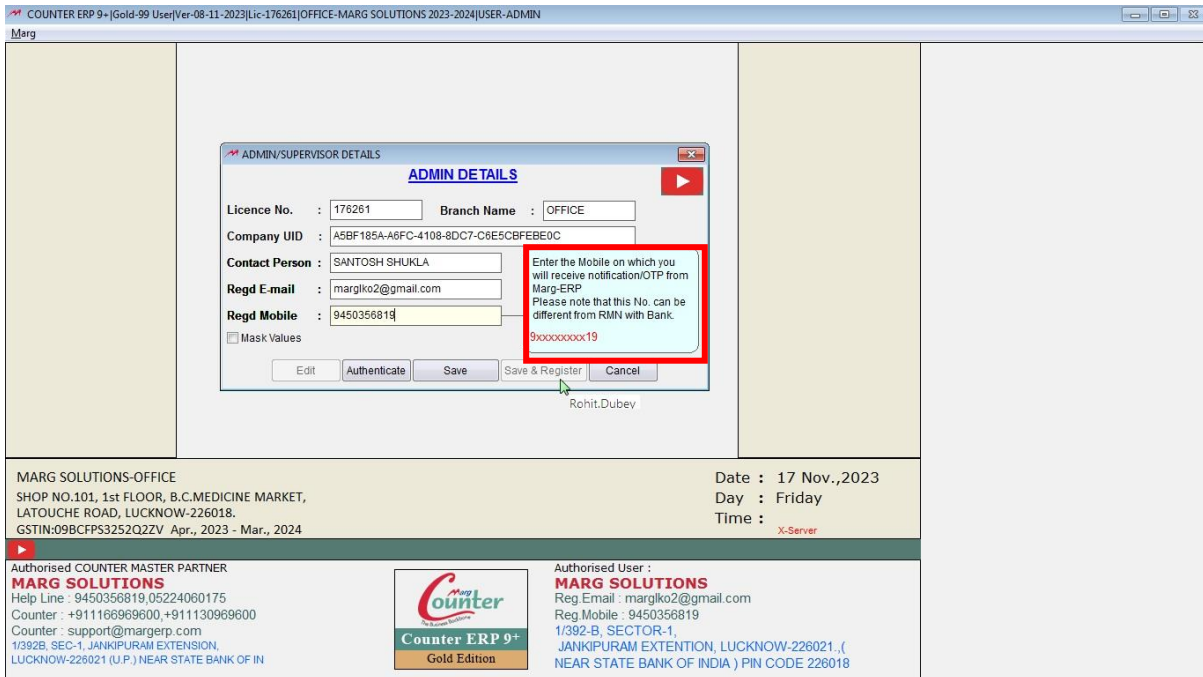 COUNTER ERP 9+|Gold-99 User|Ver-08-11-2023|Lic-176261|OFFICE-MARG SOLUTIONS 2023-2024|USER-ADMIN
Marg
ADMIN/SUPERVISOR DETAILS
ADMIN DETAILS
Licence No. : 176261 Branch Name : OFFICE
Company UID : A5BF185A-A6FC-4108-8DC7-C6E5CBFEBE0C
Contact Person : SANTOSH SHUKLA
Regd E-mail : marglko2@gmail.com
Regd Mobile : 9450356819
Mask Values
Enter the Mobile on which you
will receive notification/OTP from
Marg-ERP
Please note that this No. can be
different from RMN with Bank.
9xxxxxxxx19
Edit Authenticate Save Save & Register Cancel
Rohit.Dubey
MARG SOLUTIONS-OFFICE
SHOP NO.101, 1st FLOOR, B.C.MEDICINE MARKET,
LATOUCHE ROAD, LUCKNOW-226018.
GSTIN:09BCFPS3252Q2ZV Apr., 2023 - Mar., 2024
Date : 17 Nov.,2023
Day : Friday
Time :
X-Server
Authorised COUNTER MASTER PARTNER
MARG SOLUTIONS
Help Line : 9450356819,05224060175
Counter : +911166969600,+911130969600
Counter : support@margerp.com
1/392B, SEC-1, JANKIPURAM EXTENSION,
LUCKNOW-226021 (U.P.) NEAR STATE BANK OF IN
Marg
Counter
The Business Backbone
Counter ERP 9+
Gold Edition
Authorised User :
MARG SOLUTIONS
Reg.Email : marglko2@gmail.com
Reg.Mobile : 9450356819
1/392-B, SECTOR-1,
JANKIPURAM EXTENTION, LUCKNOW-226021.,(
NEAR STATE BANK OF INDIA ) PIN CODE 226018